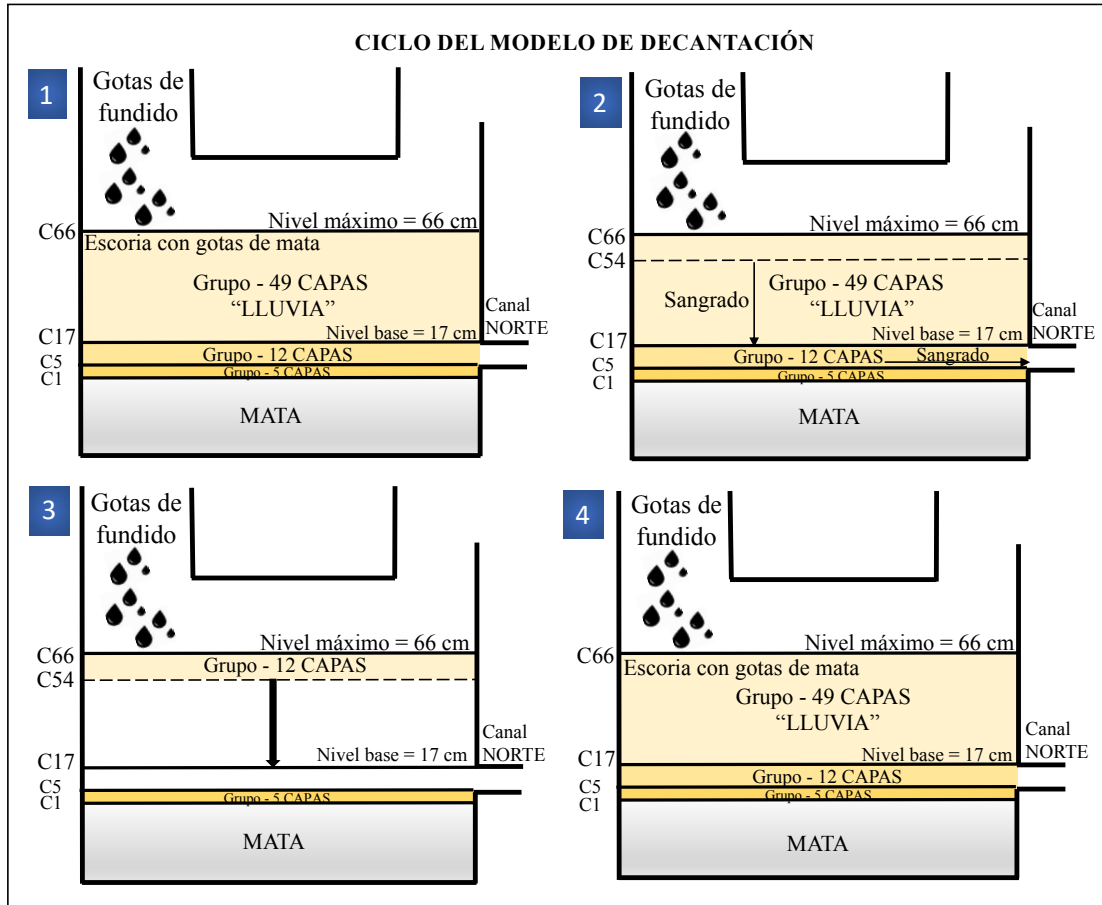 CICLO DEL MODELO DE DECANTACIÓN
1
Gotas de
fundido
Nivel máximo = 66 cm
C66
Escoria con gotas de mata
Grupo - 49 CAPAS
“LLUVIA”
Canal
NORTE
Nivel base = 17 cm
C17
Grupo - 12 CAPAS
C5
Grupo - 5 CAPAS
C1
MATA
2
Gotas de
fundido
Nivel máximo = 66 cm
C66
C54
Grupo - 49 CAPAS
“LLUVIA”
Sangrado
Canal
NORTE
Nivel base = 17 cm
C17
Grupo - 12 CAPAS
Sangrado
C5
Grupo - 5 CAPAS
C1
MATA
3
Gotas de
fundido
Nivel máximo = 66 cm
C66
Grupo - 12 CAPAS
C54
Canal
NORTE
Nivel base = 17 cm
C17
C5
Grupo - 5 CAPAS
C1
MATA
4
Gotas de
fundido
Nivel máximo = 66 cm
C66
Escoria con gotas de mata
Grupo - 49 CAPAS
“LLUVIA”
Canal
NORTE
Nivel base = 17 cm
C17
Grupo - 12 CAPAS
C5
Grupo - 5 CAPAS
C1
MATA